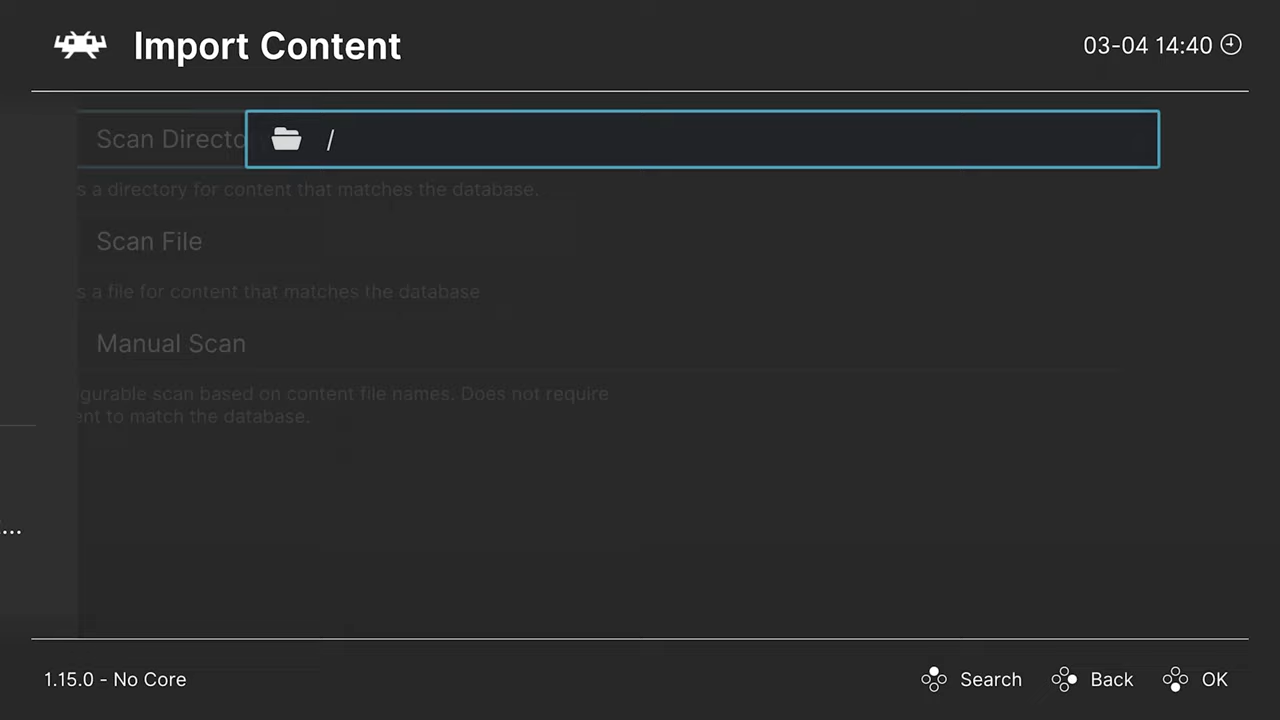 Import Content
03-04 14:40
Scan Directo
/
s a directory for content that matches the database.
Scan File
s a file for content that matches the database
Manual Scan
gurable scan based on content file names. Does not require
ent to match the database.
...
1.15.0 - No Core
Search
Back
OK